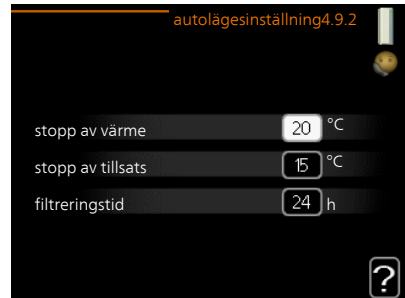 autolägesinställning4.9.2
stopp av värme 20 °C
stopp av tillsats 15 °C
filtreringstid 24 h
?